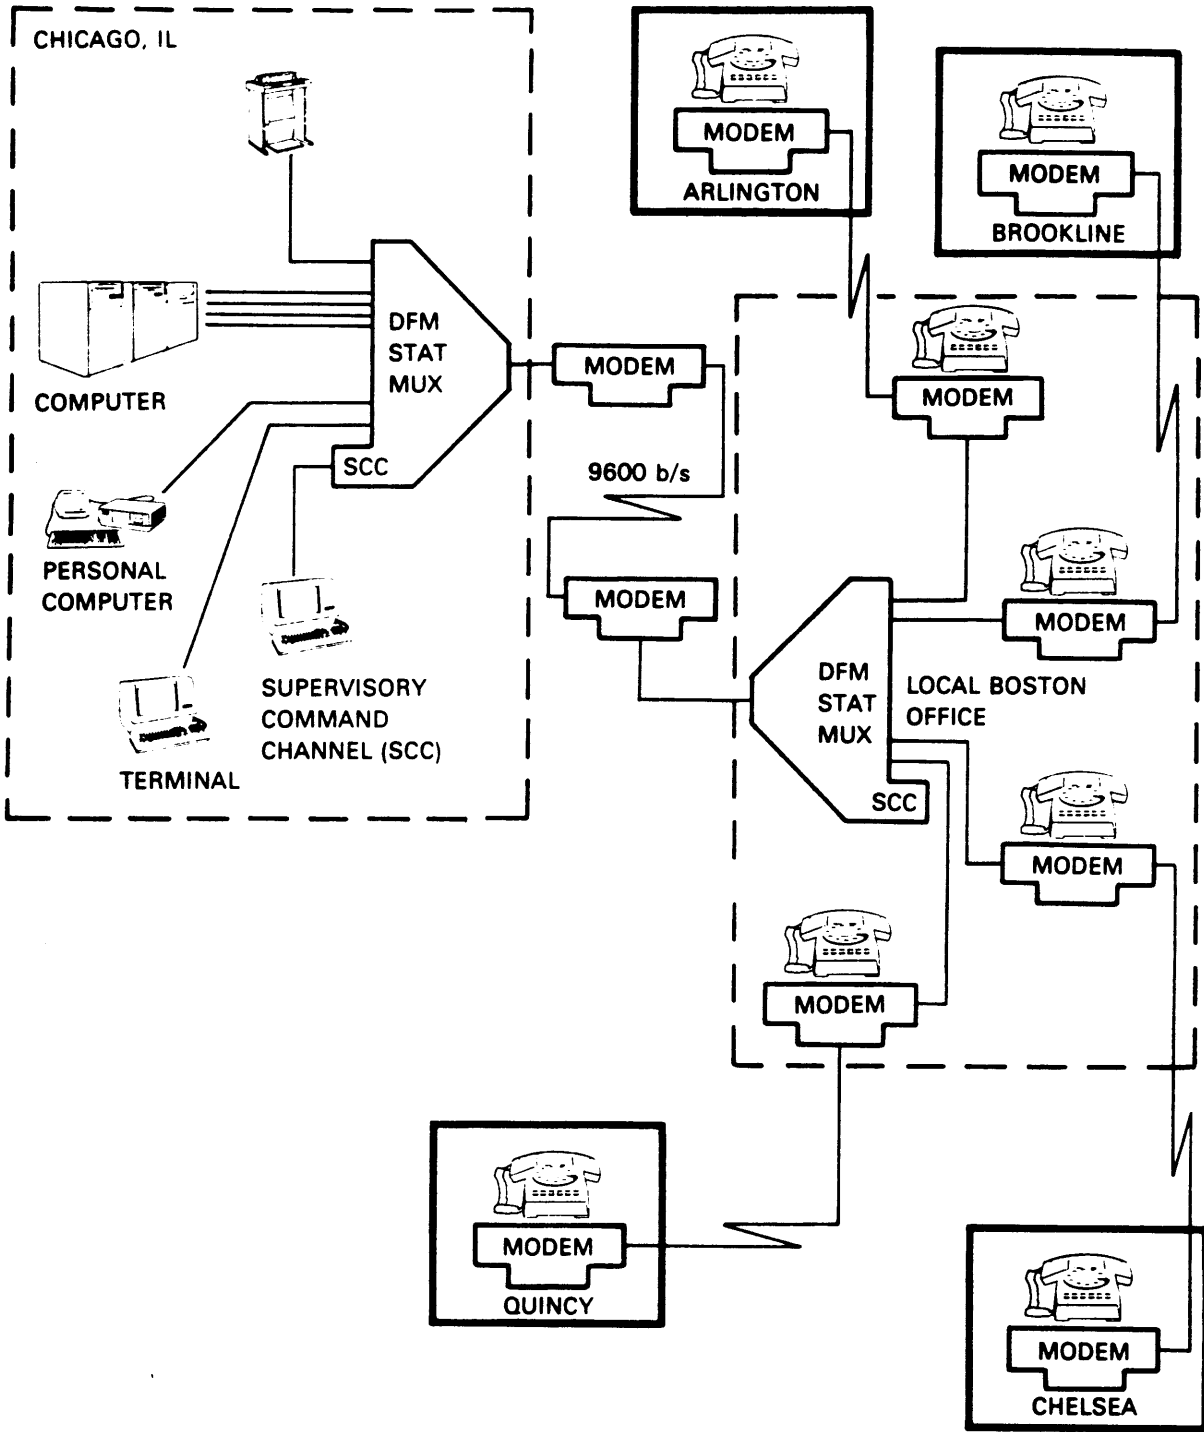 CHICAGO, IL
COMPUTER
PERSONAL
COMPUTER
TERMINAL
SUPERVISORY
COMMAND
CHANNEL (SCC)
DFM
STAT
MUX
SCC
MODEM
9600 b/s
MODEM
MODEM
ARLINGTON
MODEM
BROOKLINE
MODEM
MODEM
DFM
STAT
MUX
SCC
LOCAL BOSTON
OFFICE
MODEM
MODEM
MODEM
QUINCY
MODEM
CHELSEA